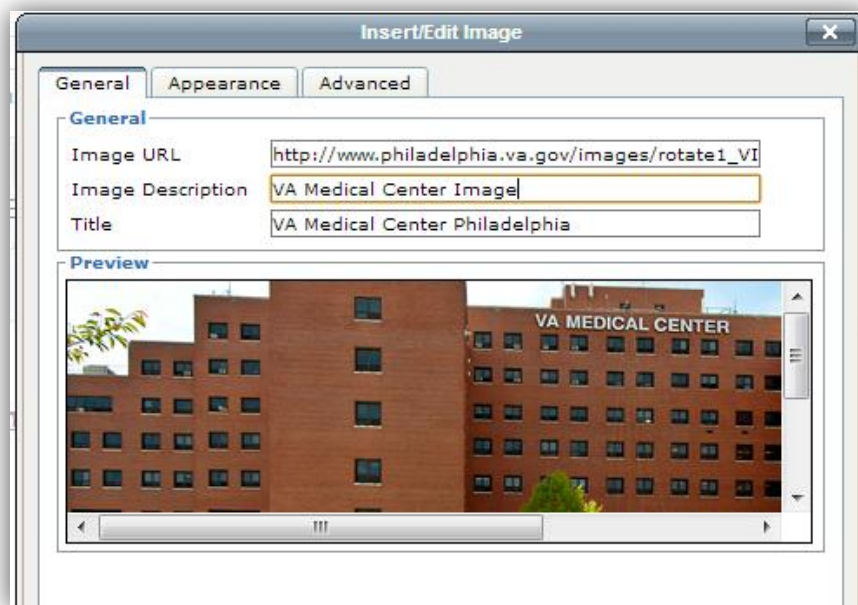 Insert/Edit Image
General Appearance Advanced
General
Image URL http://www.philadelphia.va.gov/images/rotate1_VI
Image Description VA Medical Center Image
Title VA Medical Center Philadelphia
Preview
VA MEDICAL CENTER